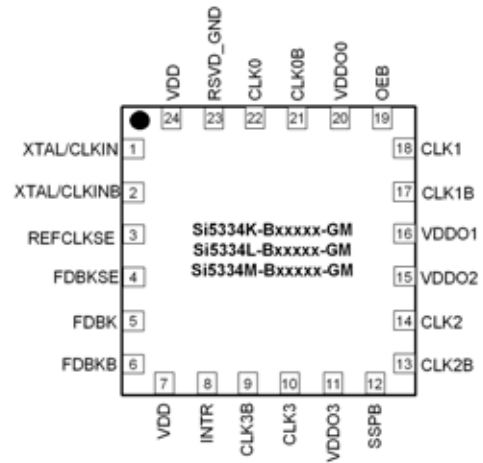 VDD
RSVD_GND
CLK0
CLK0B
VDDO0
OEB
24
23
22
21
20
19
XTAL/CLKIN 1
18 CLK1
XTAL/CLKINB 2
17 CLK1B
REFCLKSE 3
16 VDDO1
FDBKSE 4
15 VDDO2
FDBK 5
14 CLK2
FDBKB 6
13 CLK2B
Si5334K-Bxxxxx-GM
Si5334L-Bxxxxx-GM
Si5334M-Bxxxxx-GM
7
8
9
10
11
12
VDD
INTR
CLK3B
CLK3
VDDO3
SSPB